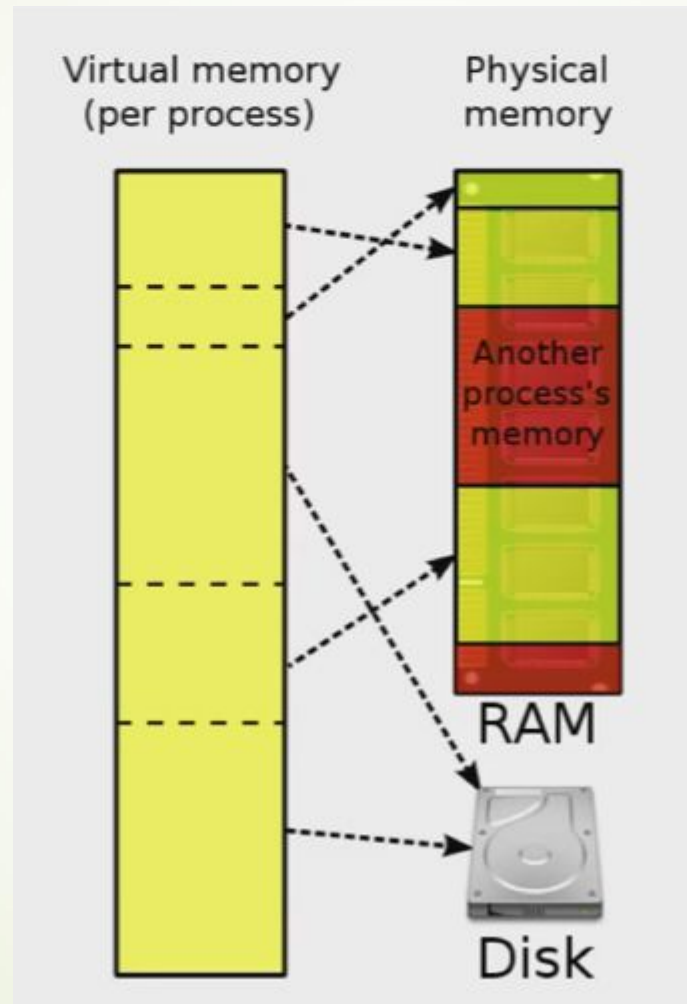 Virtual memory
(per process)
Physical
memory
Another
process's
memory
RAM
Disk